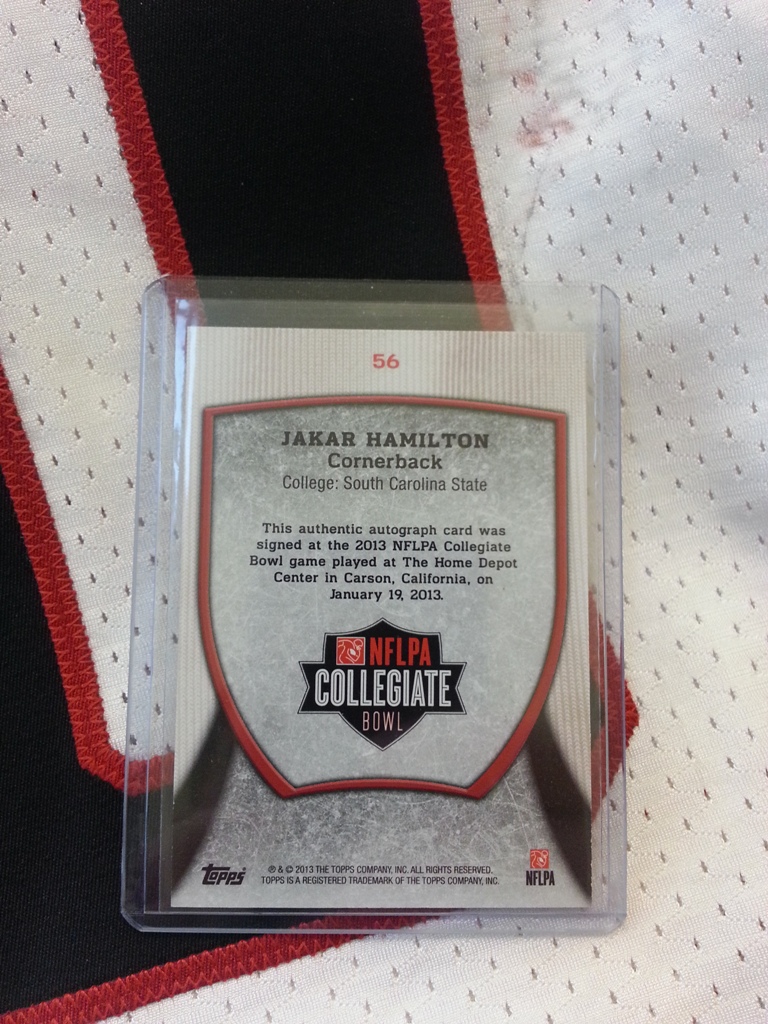 56
JAKAR HAMILTON
Cornerback
College: South Carolina State
This authentic autograph card was
signed at the 2013 NFLPA Collegiate
Bowl game played at The Home Depot
Center in Carson, California, on
January 19, 2013.
NFLPA
COLLEGIATE
BOWL
Topps
® & © 2013 THE TOPPS COMPANY, INC. ALL RIGHTS RESERVED.
TOPPS IS A REGISTERED TRADEMARK OF THE TOPPS COMPANY, INC.
NFLPA